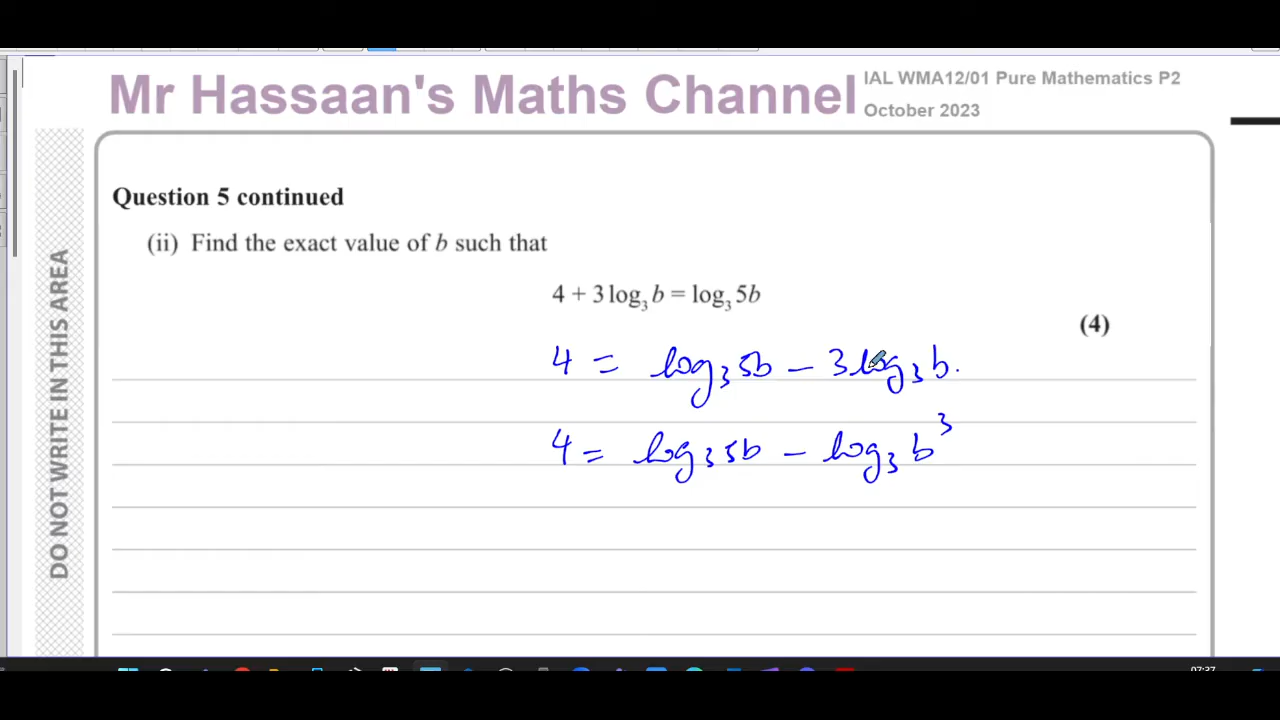 Mr Hassaan's Maths Channel
IAL WMA12/01 Pure Mathematics P2
October 2023
DO NOT WRITE IN THIS AREA
Question 5 continued
(ii) Find the exact value of b such that
4 + 3 log₃ b = log₃ 5b
(4)
4 = log₃ 5b − 3 log₃ b.
4 = log₃ 5b − log₃ b³
07:37